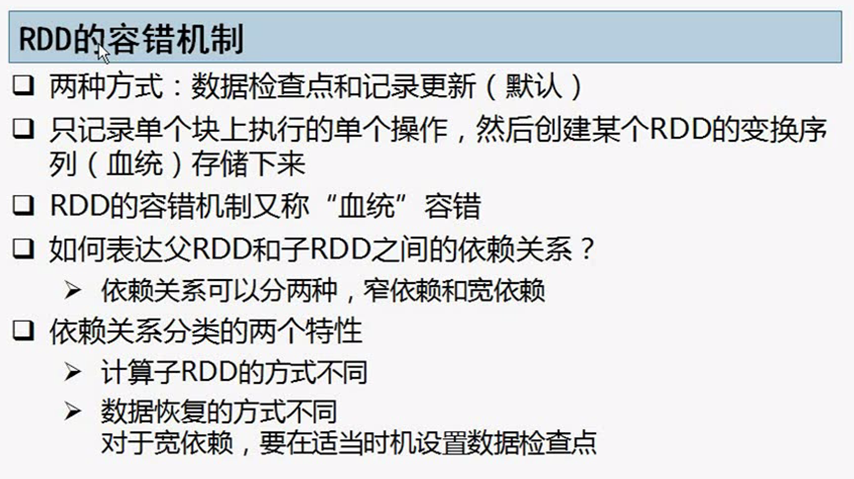 RDD的容错机制
❑ 两种方式：数据检查点和记录更新（默认）
❑ 只记录单个块上执行的单个操作，然后创建某个RDD的变换序
列（血统）存储下来
❑ RDD的容错机制又称“血统”容错
❑ 如何表达父RDD和子RDD之间的依赖关系？
➢ 依赖关系可以分两种，窄依赖和宽依赖
❑ 依赖关系分类的两个特性
➢ 计算子RDD的方式不同
➢ 数据恢复的方式不同
对于宽依赖，要在适当时机设置数据检查点